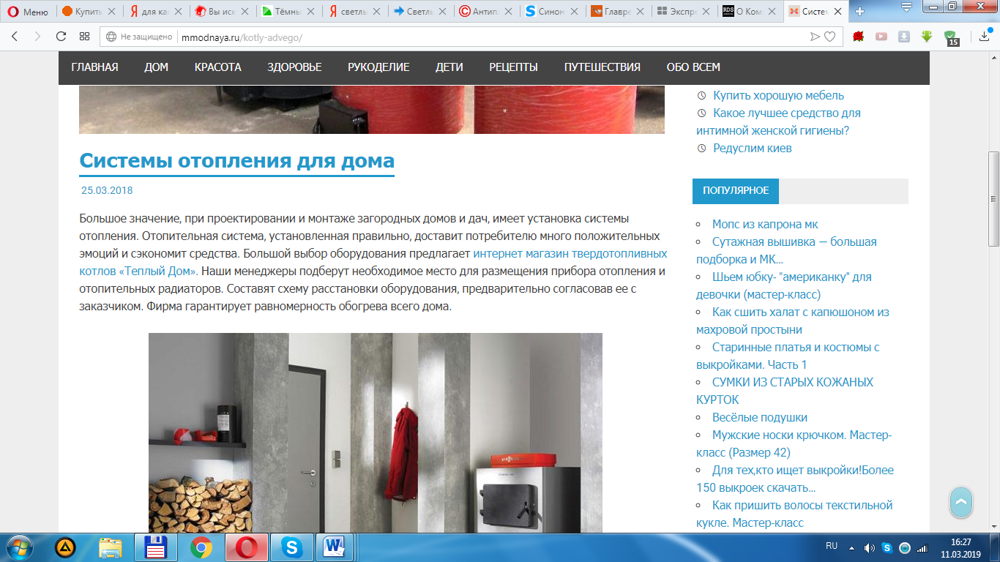 Меню
Купить
для ка
Вы иск
Тёмны
светль
Светль
Антипл
Синон
Главре
Экспре
О Ком
Систем
Не защищено
mmodnaya.ru/kotly-advego/
15
ГЛАВНАЯ ДОМ КРАСОТА ЗДОРОВЬЕ РУКОДЕЛИЕ ДЕТИ РЕЦЕПТЫ ПУТЕШЕСТВИЯ ОБО ВСЕМ
Системы отопления для дома
25.03.2018
Большое значение, при проектировании и монтаже загородных домов и дач, имеет установка системы
отопления. Отопительная система, установленная правильно, доставит потребителю много положительных
эмоций и сэкономит средства. Большой выбор оборудования предлагает интернет магазин твердотопливных
котлов «Теплый Дом». Наши менеджеры подберут необходимое место для размещения прибора отопления и
отопительных радиаторов. Составят схему расстановки оборудования, предварительно согласовав ее с
заказчиком. Фирма гарантирует равномерность обогрева всего дома.
Купить хорошую мебель
Какое лучшее средство для
интимной женской гигиены?
Редуслим киев
ПОПУЛЯРНОЕ
Мопс из капрона мк
Сутажная вышивка — большая
подборка и МК...
Шьем юбку- "американку" для
девочки (мастер-класс)
Как сшить халат с капюшоном из
махровой простыни
Старинные платья и костюмы с
выкройками. Часть 1
СУМКИ ИЗ СТАРЫХ КОЖАНЫХ
КУРТОК
Весёлые подушки
Мужские носки крючком. Мастер-
класс (Размер 42)
Для тех,кто ищет выкройки!Более
150 выкроек скачать...
Как пришить волосы текстильной
кукле. Мастер-класс
RU
16:27
11.03.2019